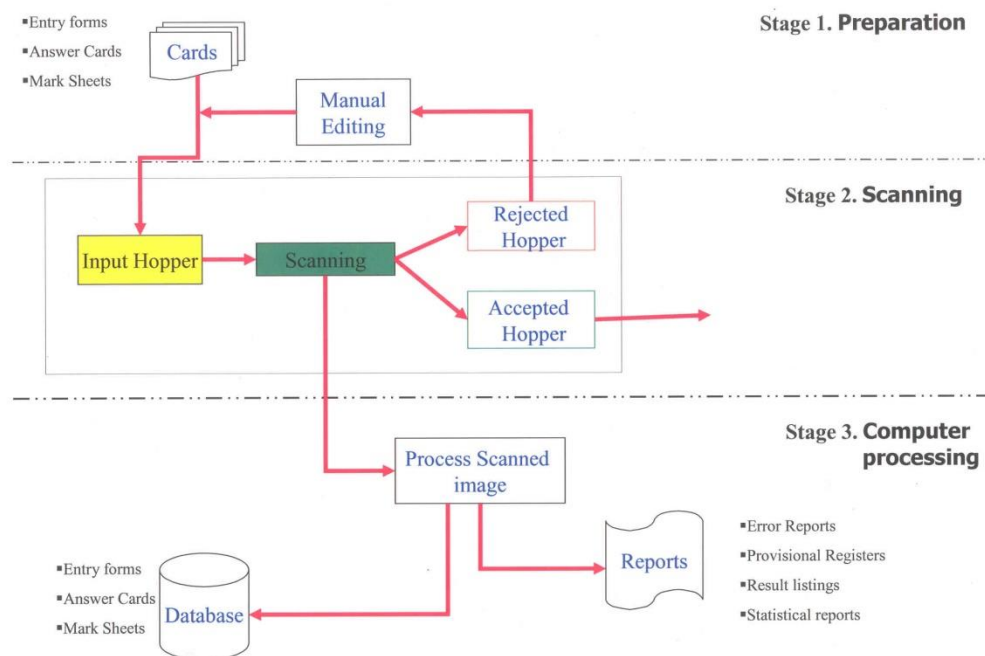 ▪Entry forms
▪Answer Cards
▪Mark Sheets
Cards
Stage 1. Preparation
Manual
Editing
Stage 2. Scanning
Input Hopper
Scanning
Rejected
Hopper
Accepted
Hopper
Stage 3. Computer
processing
Process Scanned
image
▪Entry forms
▪Answer Cards
▪Mark Sheets
Database
Reports
▪Error Reports
▪Provisional Registers
▪Result listings
▪Statistical reports